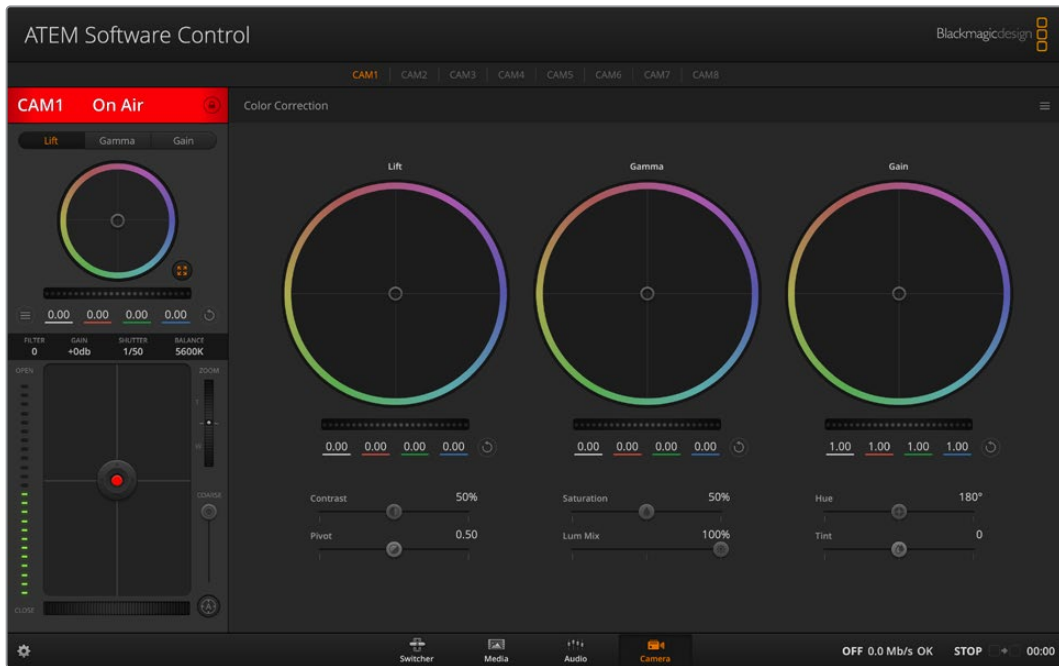 ATEM Software Control
Blackmagicdesign
CAM1 CAM2 CAM3 CAM4 CAM5 CAM6 CAM7 CAM8
CAM1 On Air
Color Correction
Lift Gamma Gain
Lift Gamma Gain
0.00 0.00 0.00 0.00
FILTER GAIN SHUTTER BALANCE
0 +0db 1/50 5600K
OPEN ZOOM
T
W
COARSE
CLOSE
A
0.00 0.00 0.00 0.00
0.00 0.00 0.00 0.00
1.00 1.00 1.00 1.00
Contrast 50%
Pivot 0.50
Saturation 50%
Lum Mix 100%
Hue 180°
Tint 0
Switcher Media Audio Camera
OFF 0.0 Mb/s OK STOP 00:00